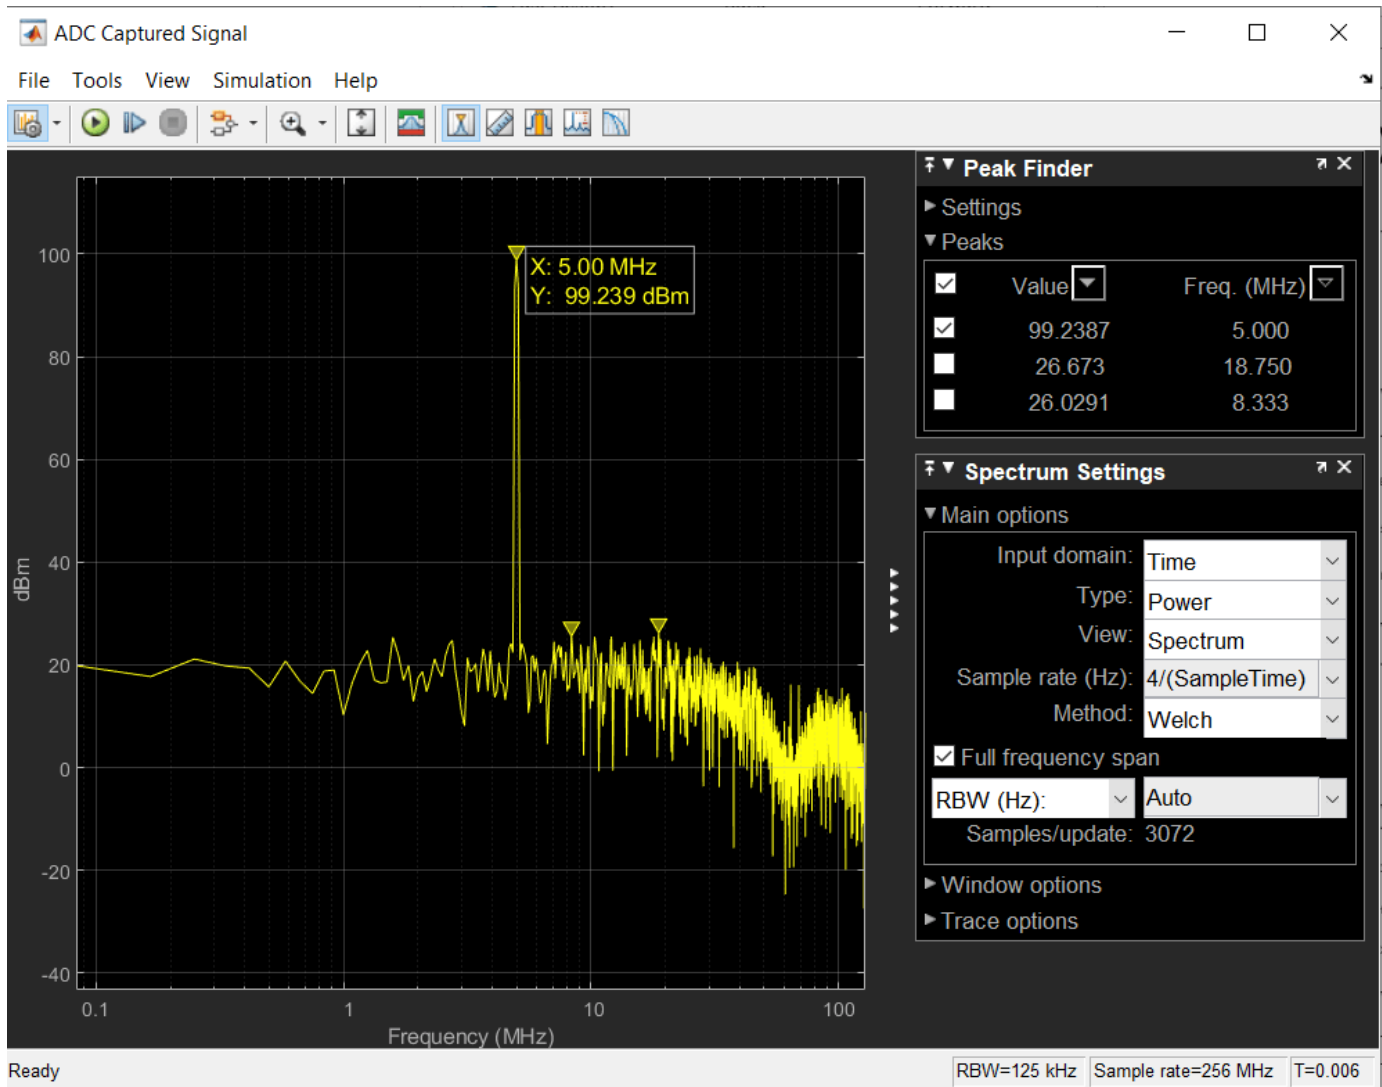 ADC Captured Signal
File Tools View Simulation Help
100
80
60
40
20
0
-20
-40
dBm
X: 5.00 MHz
Y: 99.239 dBm
0.1 1 10 100
Frequency (MHz)
Peak Finder
Settings
Peaks
Value Freq. (MHz)
99.2387 5.000
26.673 18.750
26.0291 8.333
Spectrum Settings
Main options
Input domain: Time
Type: Power
View: Spectrum
Sample rate (Hz): 4/(SampleTime)
Method: Welch
Full frequency span
RBW (Hz): Auto
Samples/update: 3072
Window options
Trace options
Ready RBW=125 kHz Sample rate=256 MHz T=0.006